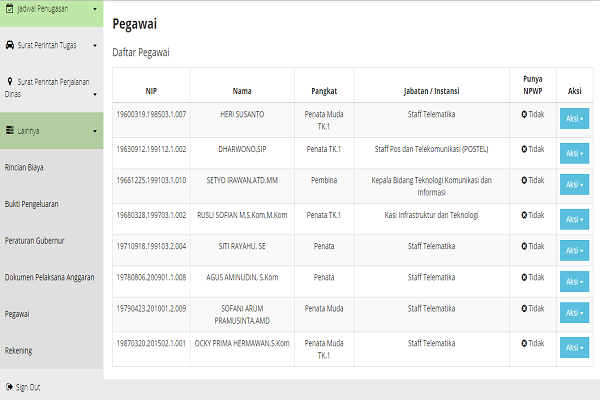 Jadwal Penugasan
Surat Perintah Tugas
Surat Perintah Perjalanan
Dinas
Lainnya
Rincian Biaya
Bukti Pengeluaran
Peraturan Gubernur
Dokumen Pelaksana Anggaran
Pegawai
Rekening
Sign Out
Pegawai
Daftar Pegawai
NIP Nama Pangkat Jabatan / Instansi Punya NPWP Aksi
19600319.198503.1.007 HERI SUSANTO Penata Muda TK.1 Staff Telematika Tidak Aksi
19630912.199112.1.002 DHARWONO,SIP Penata TK.1 Staff Pos dan Telekomunikasi (POSTEL) Tidak Aksi
19661225.199103.1.010 SETYO IRAWAN,ATD.MM Pembina Kepala Bidang Teknologi Komunikasi dan Informasi Tidak Aksi
19680328.199703.1.002 RUSLI SOFIAN M,S.Kom,M.Kom Penata TK.1 Kasi Infrastruktur dan Teknologi Tidak Aksi
19710918.199103.2.004 SITI RAYAHU, SE Penata Staff Telematika Tidak Aksi
19780806.200901.1.008 AGUS AMINUDIN, S.Kom Penata Staff Telematika Tidak Aksi
19790423.201001.2.009 SOFANI ARUM PRAMUSINTA,AMD Penata Muda Staff Telematika Tidak Aksi
19870320.201502.1.001 OCKY PRIMA HERMAWAN.S.Kom Penata Muda TK.1 Staff Telematika Tidak Aksi